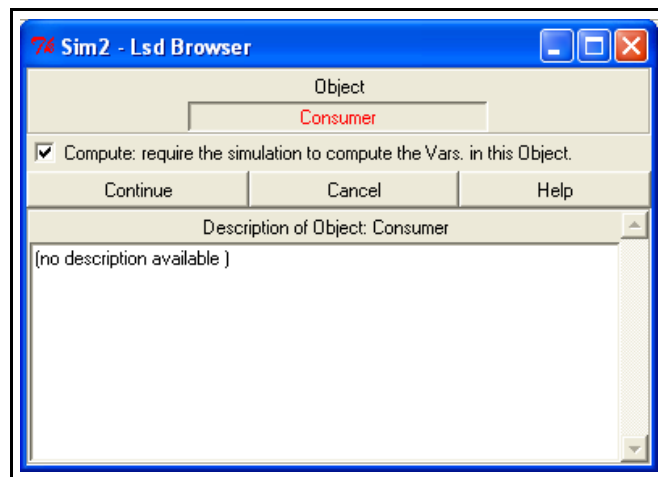 Sim2 - Lsd Browser
Object
Consumer
Compute: require the simulation to compute the Vars. in this Object.
Continue Cancel Help
Description of Object: Consumer
(no description available )